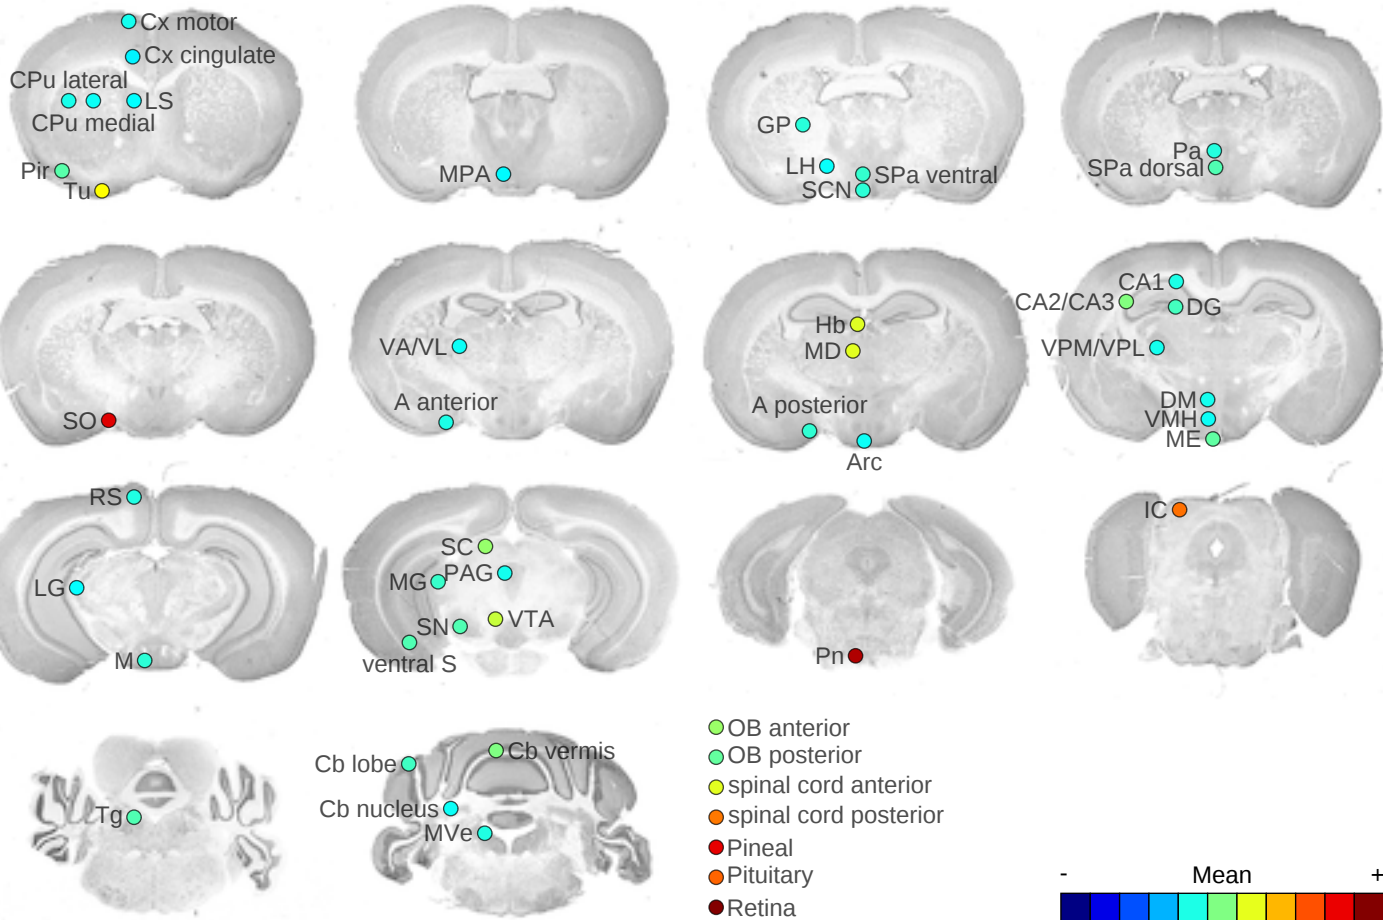 Cx motor
Cx cingulate
CPu lateral
LS
CPu medial
Pir
Tu
MPA
GP
LH
SPa ventral
SCN
Pa
SPa dorsal
SO
VA/VL
A anterior
Hb
MD
A posterior
Arc
CA1
CA2/CA3
DG
VPM/VPL
DM
VMH
ME
RS
LG
M
SC
MG
PAG
SN
VTA
ventral S
Pn
IC
Tg
Cb lobe
Cb vermis
Cb nucleus
MVe
OB anterior
OB posterior
spinal cord anterior
spinal cord posterior
Pineal
Pituitary
Retina
- Mean +